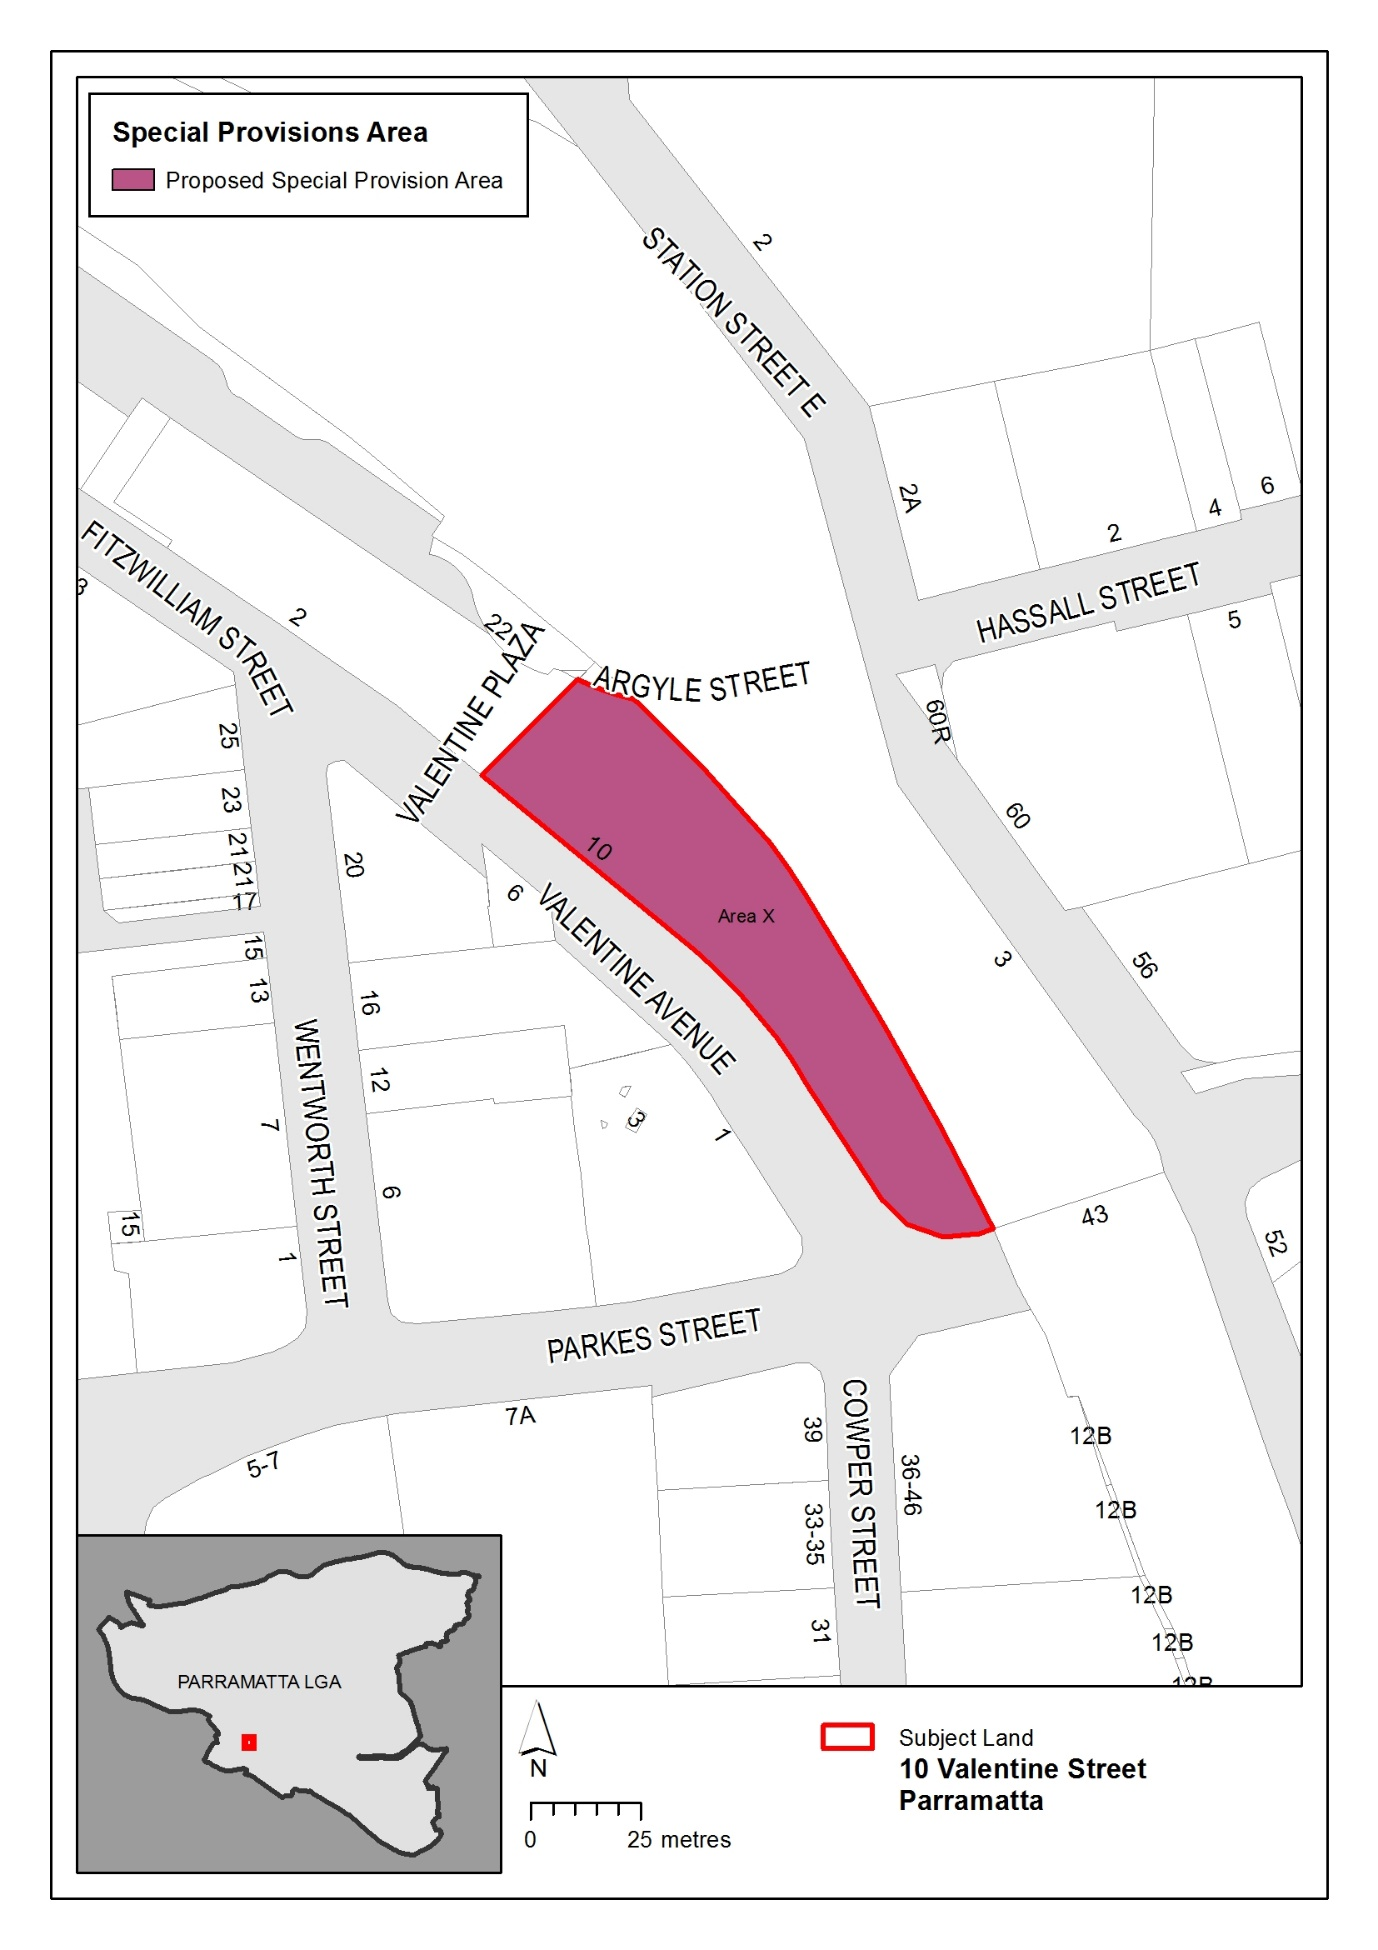 Special Provisions Area
Proposed Special Provision Area
2
STATION STREET E
2A
2
4
6
HASSALL STREET
5
FITZWILLIAM STREET
3
2
22
VALENTINE PLAZA
ARGYLE STREET
60R
60
25
23
21
17
20
10
6
VALENTINE AVENUE
Area X
3
56
15
13
16
12
WENTWORTH STREET
7
3
1
6
15
1
43
52
PARKES STREET
7A
5-7
39
COWPER STREET
36-46
33-35
31
12B
12B
12B
12B
12B
PARRAMATTA LGA
N
0 25 metres
Subject Land
10 Valentine Street
Parramatta